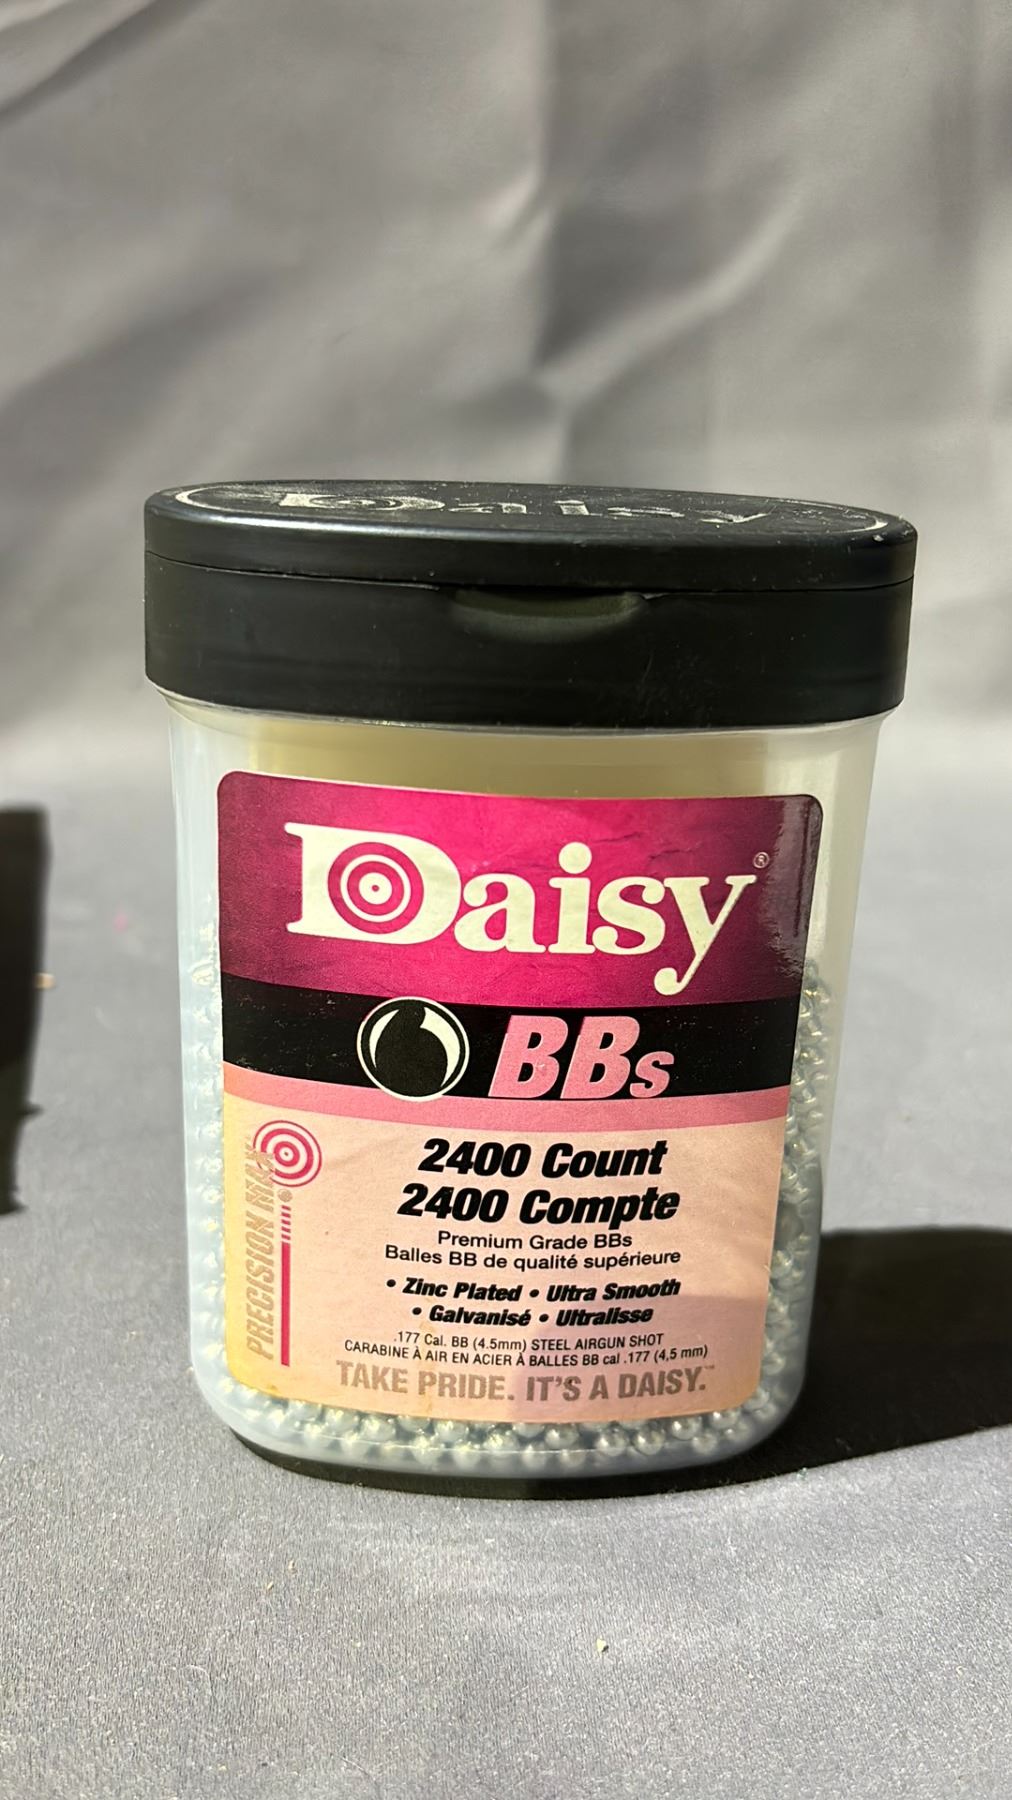 Daisy
Daisy®
BBs
2400 Count
2400 Compte
Premium Grade BBs
Balles BB de qualité supérieure
• Zinc Plated • Ultra Smooth
• Galvanisé • Ultralisse
.177 Cal. BB (4.5mm) STEEL AIRGUN SHOT
CARABINE À AIR EN ACIER À BALLES BB cal .177 (4,5 mm)
TAKE PRIDE. IT'S A DAISY.™
PRECISION MAX